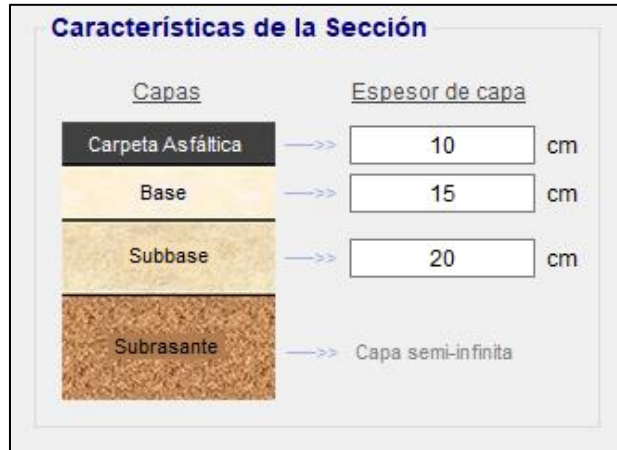 Características de la Sección
Capas Espesor de capa
Carpeta Asfáltica —>> 10 cm
Base —>> 15 cm
Subbase —>> 20 cm
Subrasante —>> Capa semi-infinita